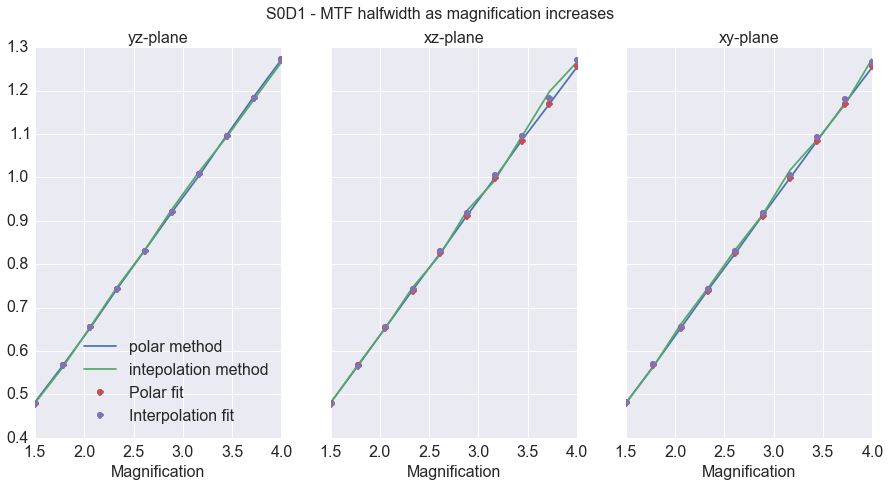 S0D1 - MTF halfwidth as magnification increases
yz-plane
xz-plane
xy-plane
1.3
1.2
1.1
1.0
0.9
0.8
0.7
0.6
0.5
0.4
polar method
intepolation method
Polar fit
Interpolation fit
1.5 2.0 2.5 3.0 3.5 4.0
1.5 2.0 2.5 3.0 3.5 4.0
1.5 2.0 2.5 3.0 3.5 4.0
Magnification
Magnification
Magnification